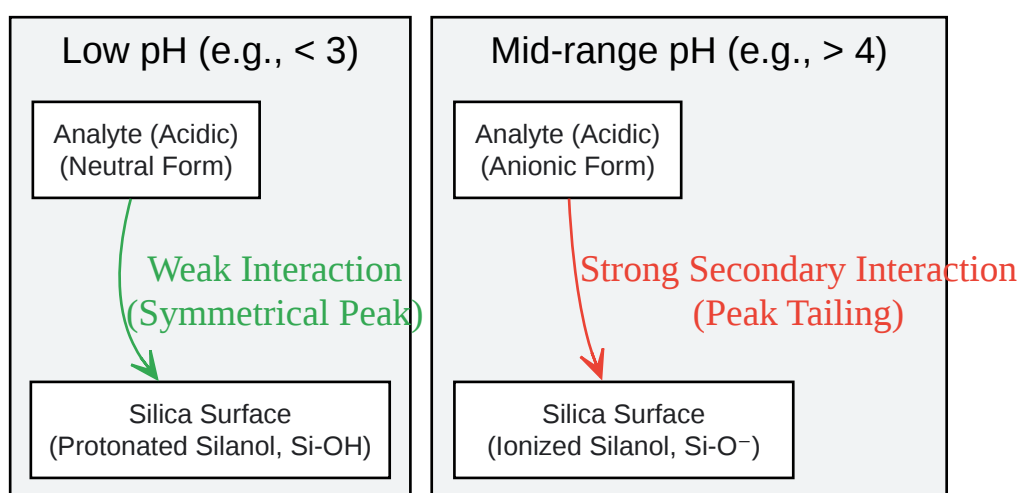 Low pH (e.g., < 3)
Analyte (Acidic)
(Neutral Form)
Weak Interaction
(Symmetrical Peak)
Silica Surface
(Protonated Silanol, Si-OH)
Mid-range pH (e.g., > 4)
Analyte (Acidic)
(Anionic Form)
Strong Secondary Interaction
(Peak Tailing)
Silica Surface
(Ionized Silanol, Si-O⁻)